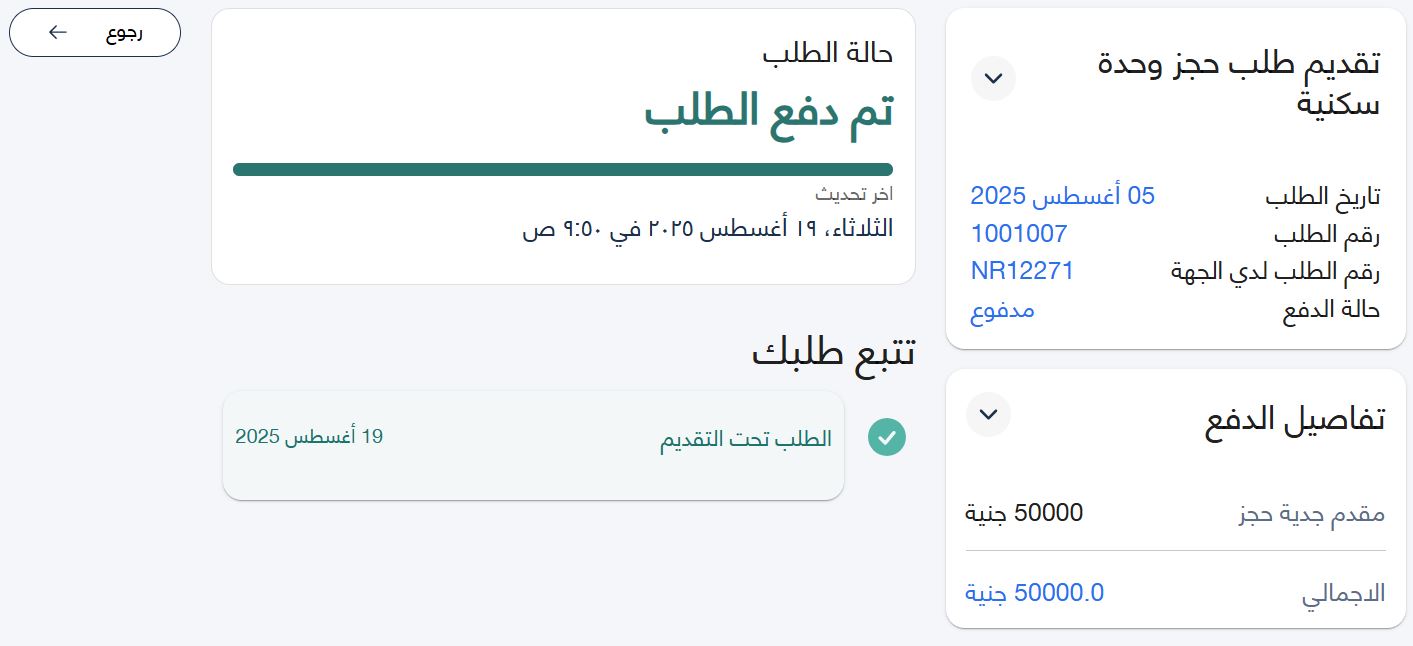 تقديم طلب حجز وحدة
سكنية
تاريخ الطلب 05 أغسطس 2025
رقم الطلب 1001007
رقم الطلب لدي الجهة NR12271
حالة الدفع مدفوع
تفاصيل الدفع
مقدم جدية حجز 50000 جنية
الاجمالي 50000.0 جنية
حالة الطلب
تم دفع الطلب
اخر تحديث
الثلاثاء، ١٩ أغسطس ٢٠٢٥ في ٩:٥٠ ص
تتبع طلبك
الطلب تحت التقديم 19 أغسطس 2025
رجوع